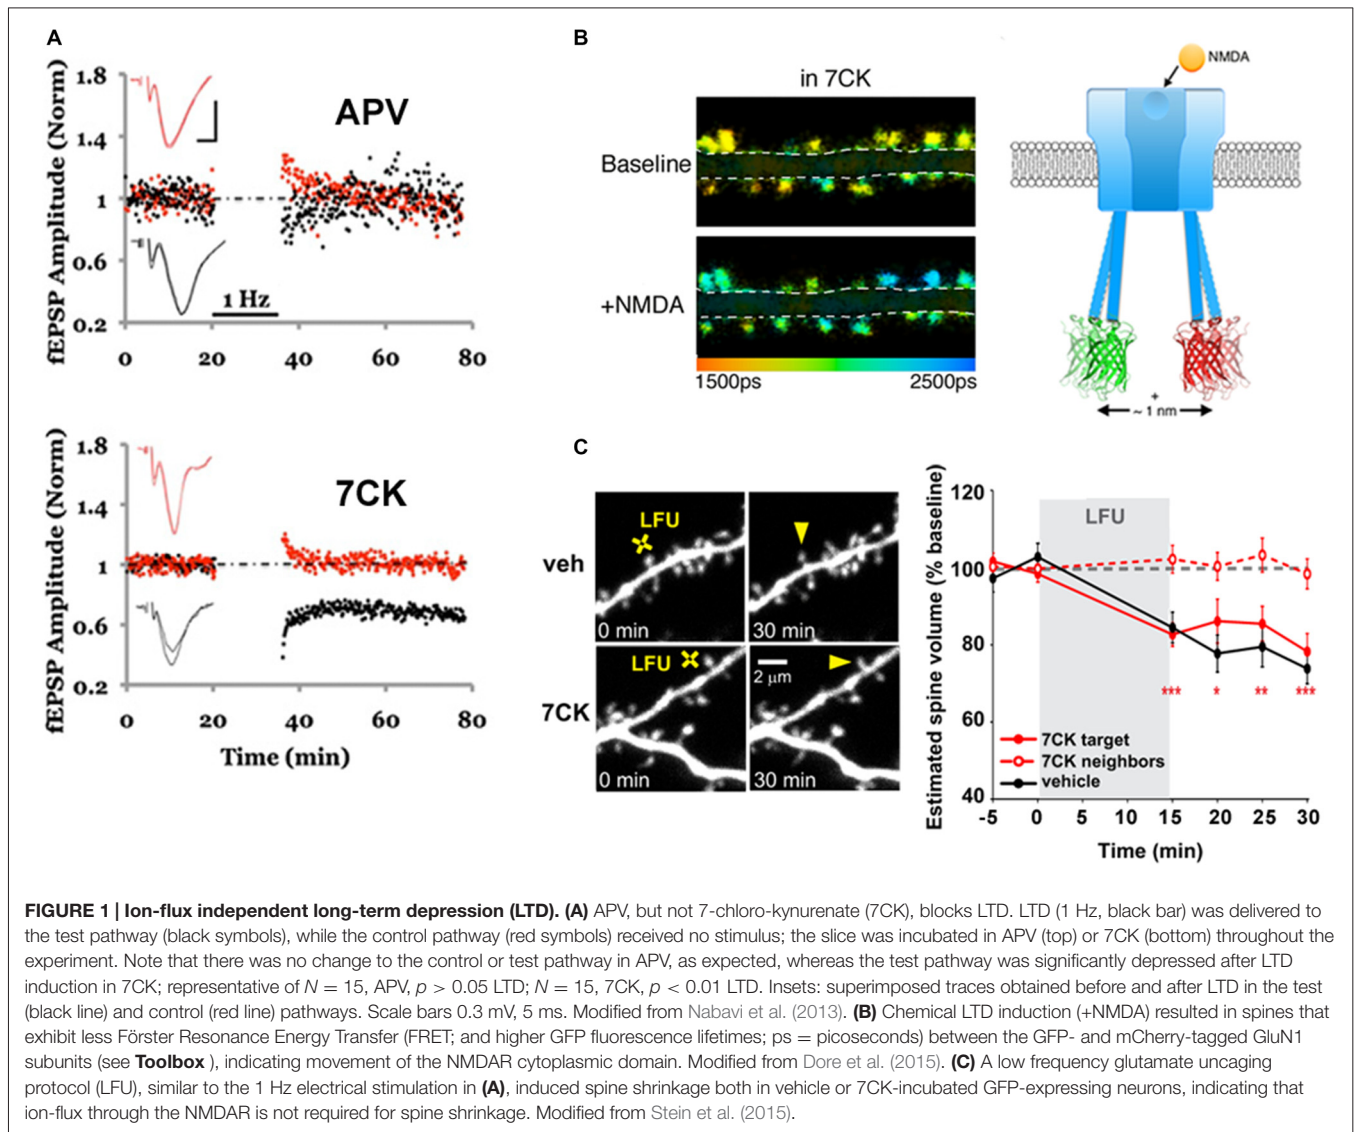 A
fEPSP Amplitude (Norm)
1.8
1.4
1
0.6
0.2
APV
1 Hz
0 20 40 60 80
fEPSP Amplitude (Norm)
1.8
1.4
1
0.6
0.2
7CK
0 20 40 60 80
Time (min)
B
in 7CK
Baseline
+NMDA
1500ps 2500ps
NMDA
+
~ 1 nm
C
veh
LFU
0 min
30 min
7CK
LFU
0 min
2 μm
30 min
Estimated spine volume (% baseline)
120
100
80
60
40
LFU
*** * ** ***
7CK target
7CK neighbors
vehicle
-5 0 5 10 15 20 25 30
Time (min)
FIGURE 1 | Ion-flux independent long-term depression (LTD). (A) APV, but not 7-chloro-kynurenate (7CK), blocks LTD. LTD (1 Hz, black bar) was delivered to
the test pathway (black symbols), while the control pathway (red symbols) received no stimulus; the slice was incubated in APV (top) or 7CK (bottom) throughout the
experiment. Note that there was no change to the control or test pathway in APV, as expected, whereas the test pathway was significantly depressed after LTD
induction in 7CK; representative of N = 15, APV, p > 0.05 LTD; N = 15, 7CK, p < 0.01 LTD. Insets: superimposed traces obtained before and after LTD in the test
(black line) and control (red line) pathways. Scale bars 0.3 mV, 5 ms. Modified from Nabavi et al. (2013). (B) Chemical LTD induction (+NMDA) resulted in spines that
exhibit less Förster Resonance Energy Transfer (FRET; and higher GFP fluorescence lifetimes; ps = picoseconds) between the GFP- and mCherry-tagged GluN1
subunits (see Toolbox ), indicating movement of the NMDAR cytoplasmic domain. Modified from Dore et al. (2015). (C) A low frequency glutamate uncaging
protocol (LFU), similar to the 1 Hz electrical stimulation in (A), induced spine shrinkage both in vehicle or 7CK-incubated GFP-expressing neurons, indicating that
ion-flux through the NMDAR is not required for spine shrinkage. Modified from Stein et al. (2015).